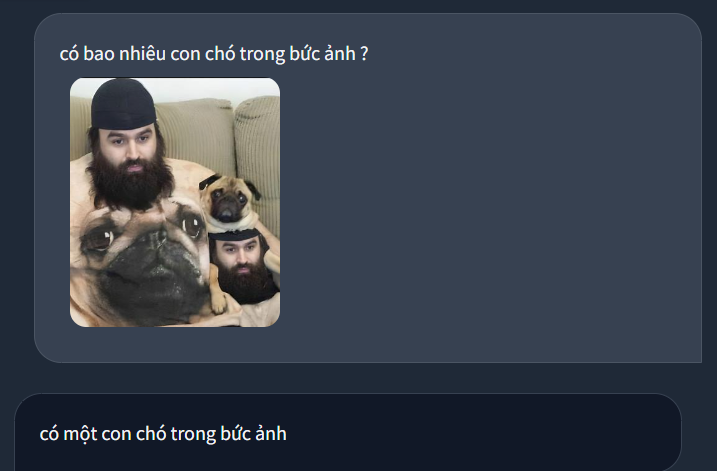 có bao nhiêu con chó trong bức ảnh ?
có một con chó trong bức ảnh